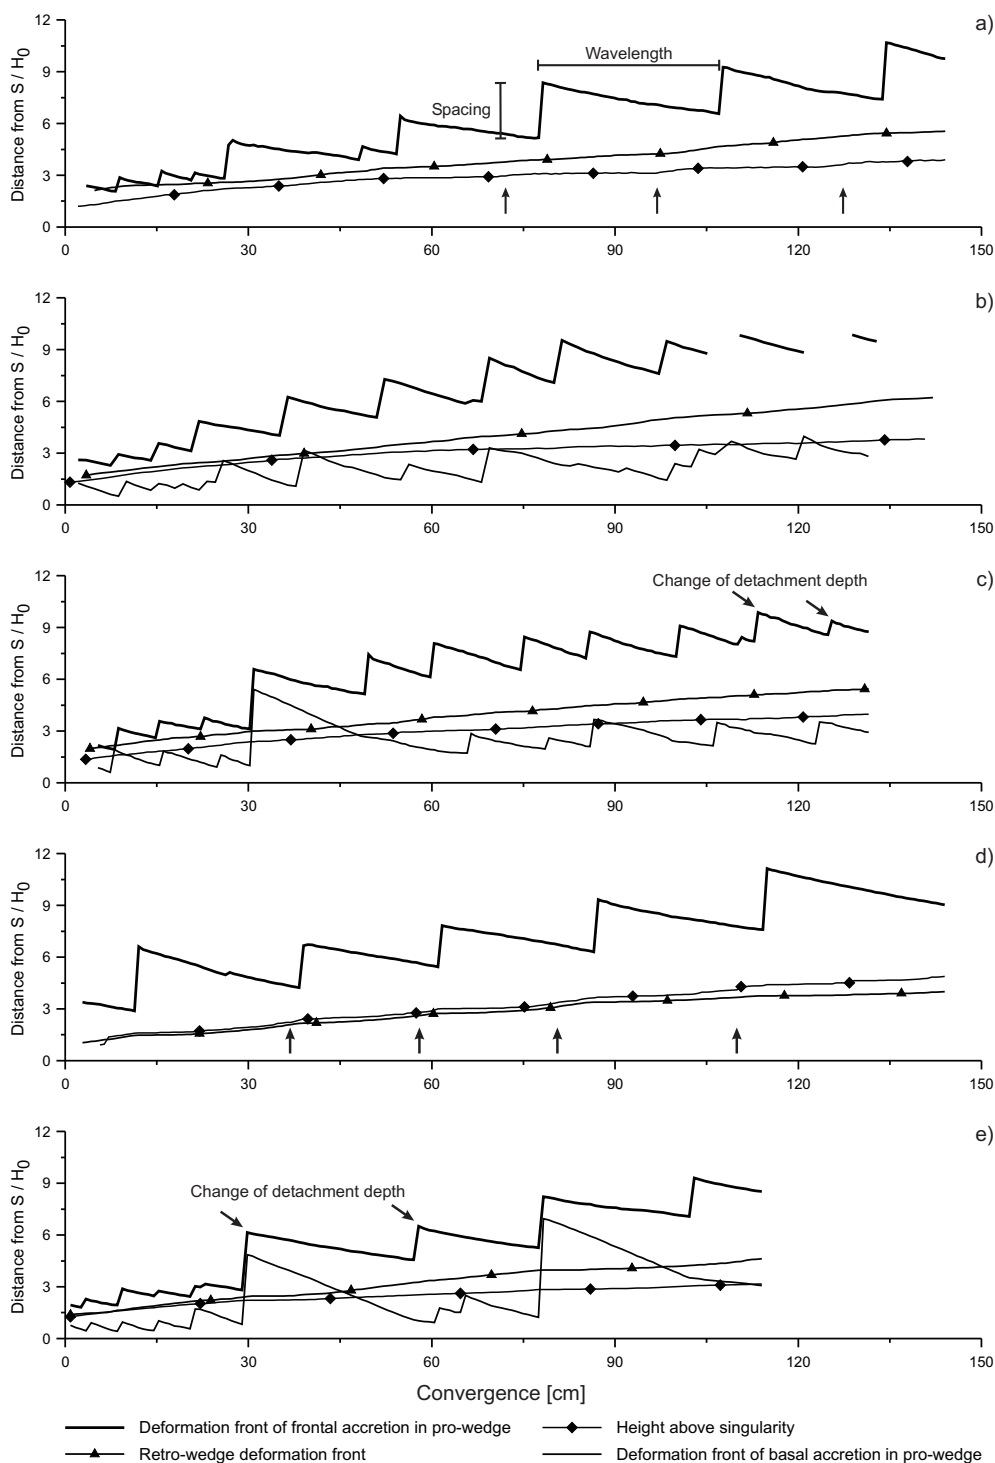 a)
12
9
6
3
0
Distance from S / H0
Wavelength
Spacing
0 30 60 90 120 150
b)
12
9
6
3
0
Distance from S / H0
0 30 60 90 120 150
c)
12
9
6
3
0
Distance from S / H0
Change of detachment depth
0 30 60 90 120 150
d)
12
9
6
3
0
Distance from S / H0
0 30 60 90 120 150
e)
12
9
6
3
0
Distance from S / H0
Change of detachment depth
0 30 60 90 120 150
Convergence [cm]
Deformation front of frontal accretion in pro-wedge
Height above singularity
Retro-wedge deformation front
Deformation front of basal accretion in pro-wedge